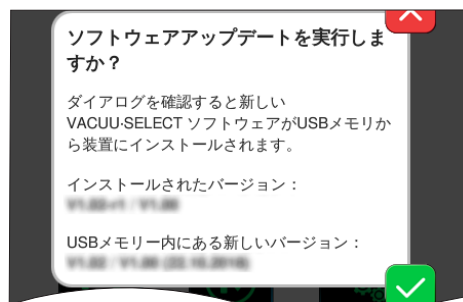 ソフトウェアアップデートを実行しま
すか？
ダイアログを確認すると新しい
VACUU·SELECT ソフトウェアがUSBメモリか
ら装置にインストールされます。
インストールされたバージョン：
USBメモリー内にある新しいバージョン：